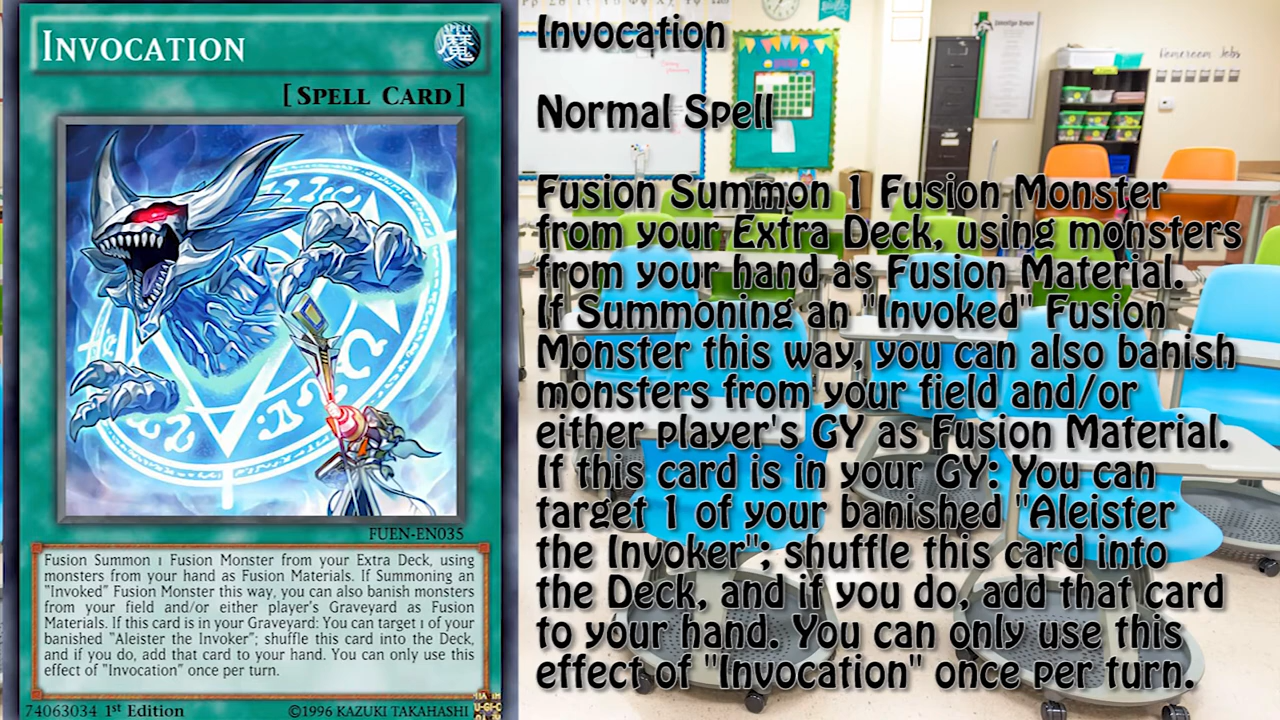 INVOCATION
SPELL
魔
[SPELL CARD]
FUEN-EN035
Fusion Summon 1 Fusion Monster from your Extra Deck, using
monsters from your hand as Fusion Materials. If Summoning an
"Invoked" Fusion Monster this way, you can also banish monsters
from your field and/or either player's Graveyard as Fusion
Materials. If this card is in your Graveyard: You can target 1 of your
banished "Aleister the Invoker"; shuffle this card into the Deck,
and if you do, add that card to your hand. You can only use this
effect of "Invocation" once per turn.
74063034 1st Edition
©1996 KAZUKI TAKAHASHI
Invocation
Normal Spell
Fusion Summon 1 Fusion Monster
from your Extra Deck, using monsters
from your hand as Fusion Material.
If Summoning an "Invoked" Fusion
Monster this way, you can also banish
monsters from your field and/or
either player's GY as Fusion Material.
If this card is in your GY: You can
target 1 of your banished "Aleister
the Invoker"; shuffle this card into
the Deck, and if you do, add that card
to your hand. You can only use this
effect of "Invocation" once per turn.
Homeroom Jobs